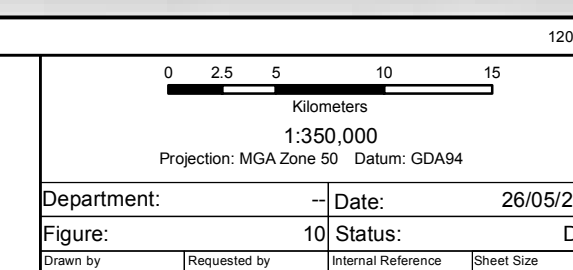 120
0 2.5 5 10 15
Kilometers
1:350,000
Projection: MGA Zone 50 Datum: GDA94
Department: -- Date: 26/05/2
Figure: 10 Status: D
Drawn by Requested by Internal Reference Sheet Size